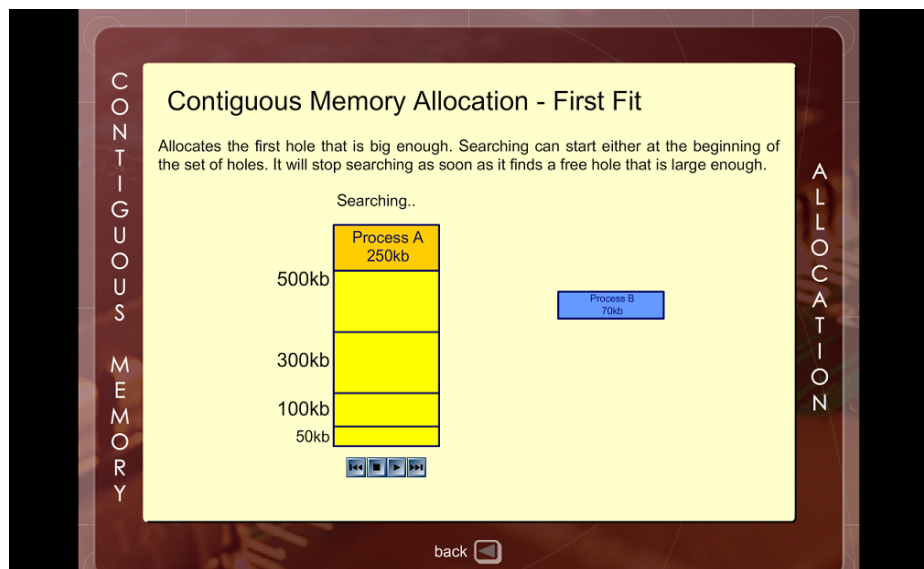 CONTIGUOUS MEMORY
Contiguous Memory Allocation - First Fit
Allocates the first hole that is big enough. Searching can start either at the beginning of
the set of holes. It will stop searching as soon as it finds a free hole that is large enough.
Searching..
Process A
250kb
500kb
300kb
100kb
50kb
Process B
70kb
ALLOCATION
back